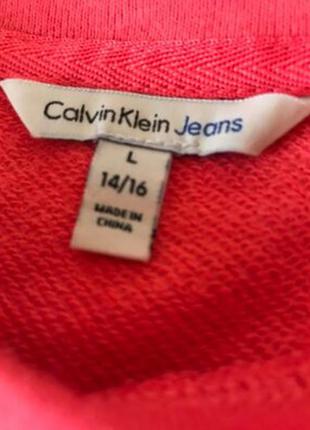 Calvin Klein Jeans
L
14/16
MADE IN
CHINA